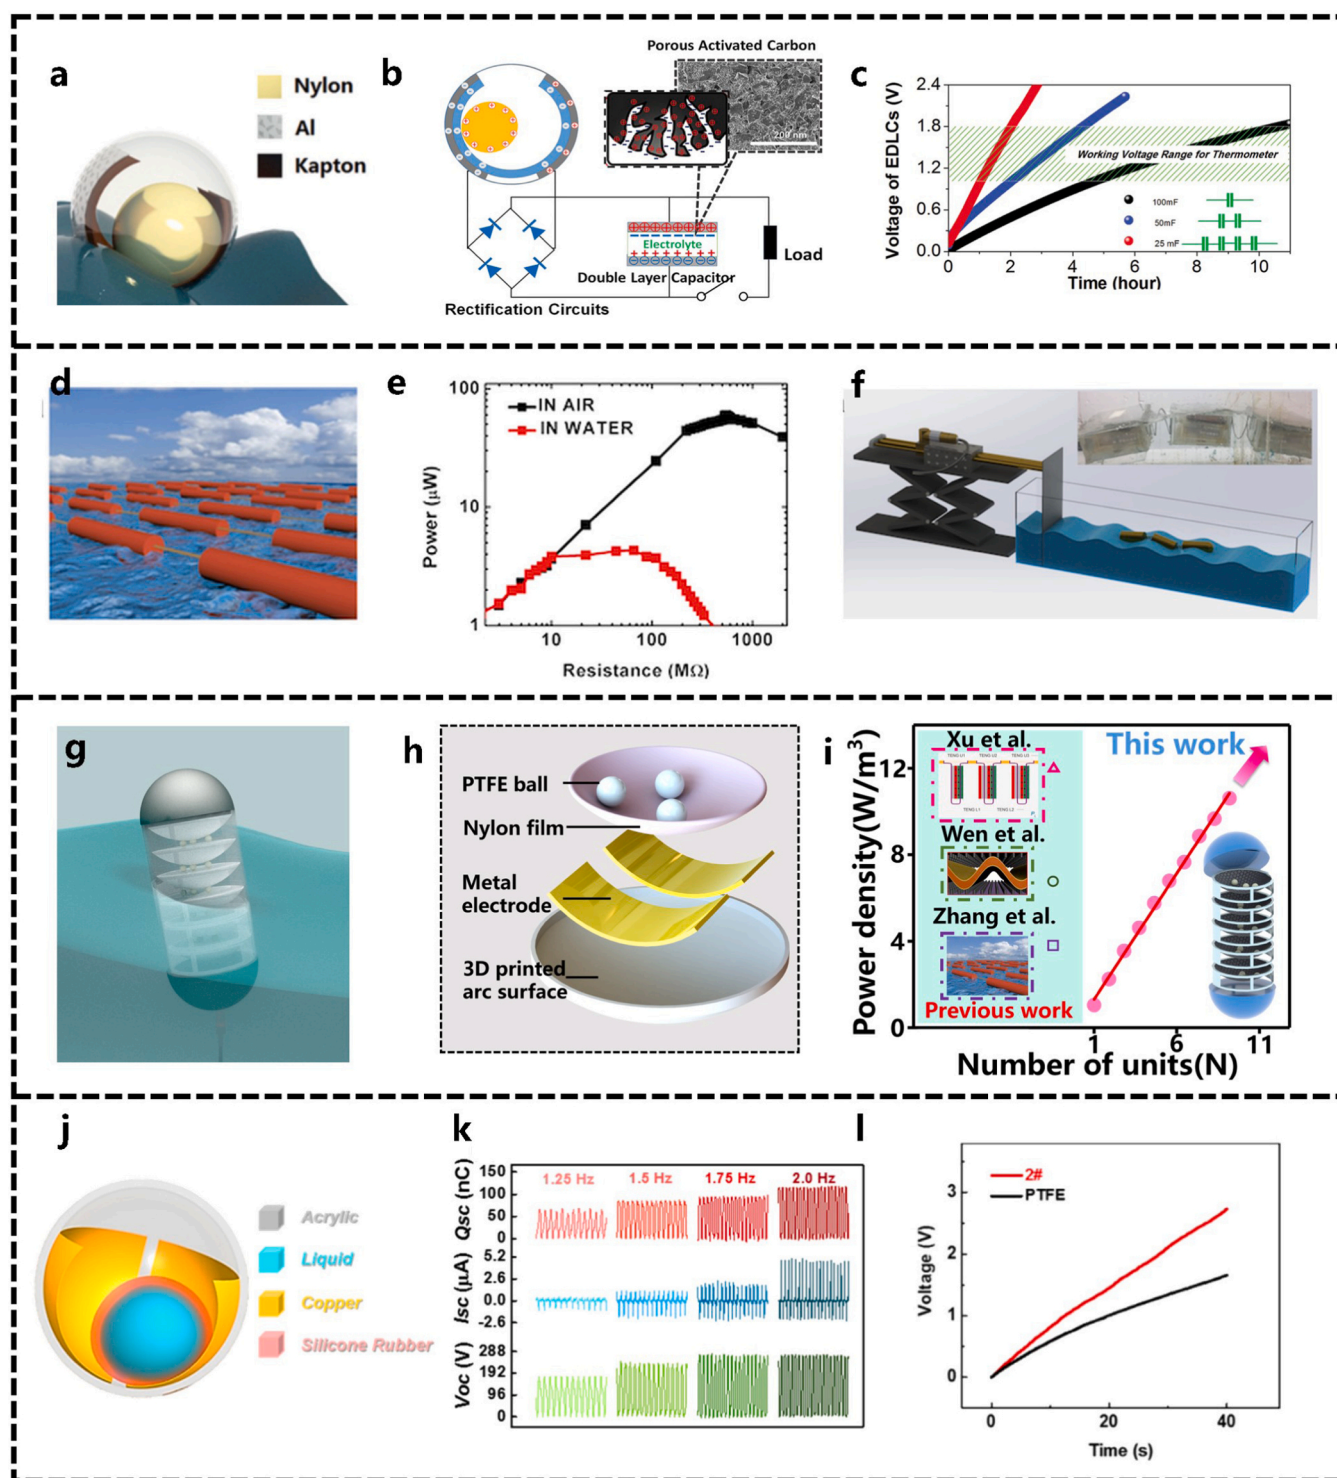 a
Nylon
Al
Kapton
b
Porous Activated Carbon
200 nm
Electrolyte
Double Layer Capacitor
Load
Rectification Circuits
c
Voltage of EDLCs (V)
2.4
1.8
1.2
0.6
0.0
Working Voltage Range for Thermometer
100mF
50mF
25 mF
0 2 4 6 8 10
Time (hour)
d
e
Power (μW)
100
10
1
IN AIR
IN WATER
10 100 1000
Resistance (MΩ)
f
g
h
PTFE ball
Nylon film
Metal
electrode
3D printed
arc surface
i
Power density(W/m³)
12
8
4
0
Xu et al.
TENG L1
TENG L2
Wen et al.
Zhang et al.
Previous work
This work
1 6 11
Number of units(N)
j
Acrylic
Liquid
Copper
Silicone Rubber
k
Qsc (nC)
150
100
50
0
1.25 Hz 1.5 Hz 1.75 Hz 2.0 Hz
Isc (μA)
5.2
2.6
0.0
-2.6
Voc (V)
288
192
96
0
l
Voltage (V)
3
2
1
0
2#
PTFE
0 20 40
Time (s)